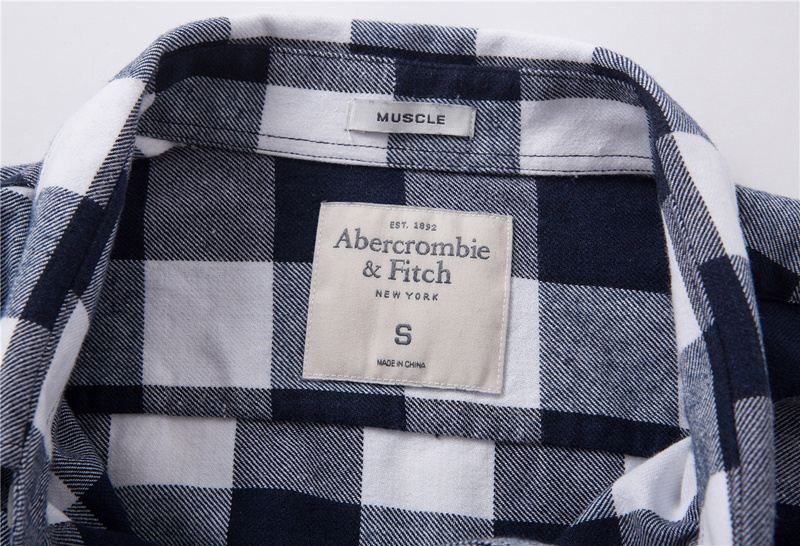 MUSCLE
EST. 1892
Abercrombie
& Fitch
NEW YORK
S
MADE IN CHINA